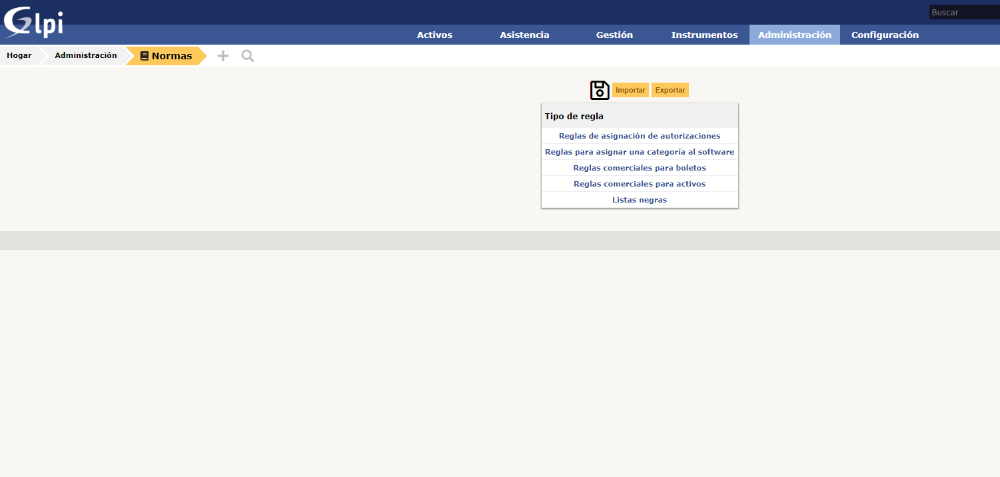 Glpi
Buscar
Activos Asistencia Gestión Instrumentos Administración Configuración
Hogar Administración Normas
Importar Exportar
Tipo de regla
Reglas de asignación de autorizaciones
Reglas para asignar una categoría al software
Reglas comerciales para boletos
Reglas comerciales para activos
Listas negras